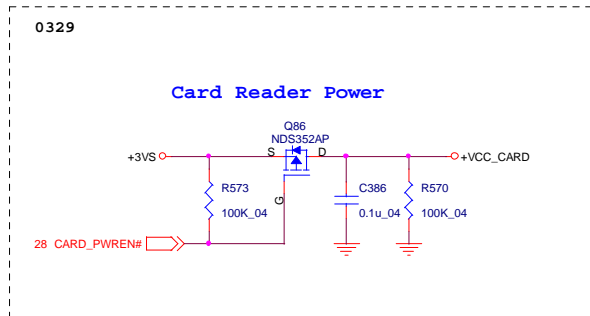 0329
Card Reader Power
Q86
NDS352AP
+3VS
S
D
+VCC_CARD
G
R573
100K_04
C386
0.1u_04
R570
100K_04
28 CARD_PWREN#